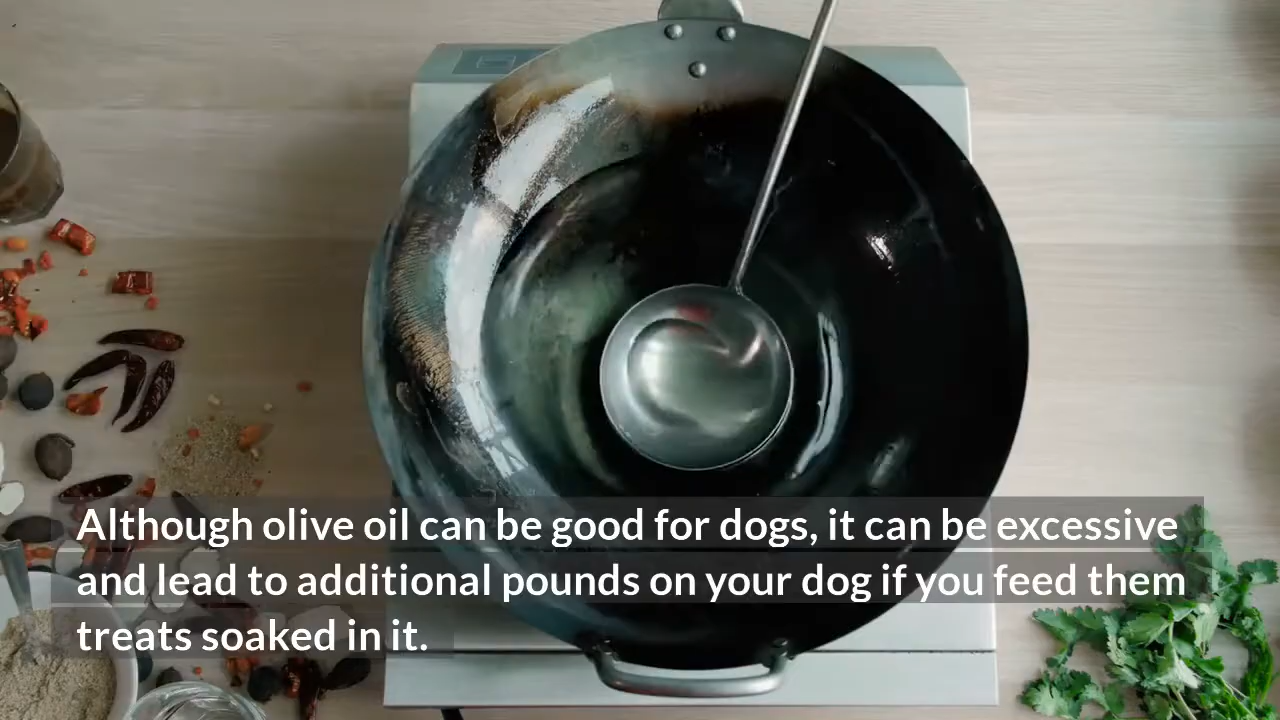 Although olive oil can be good for dogs, it can be excessive
and lead to additional pounds on your dog if you feed them
treats soaked in it.